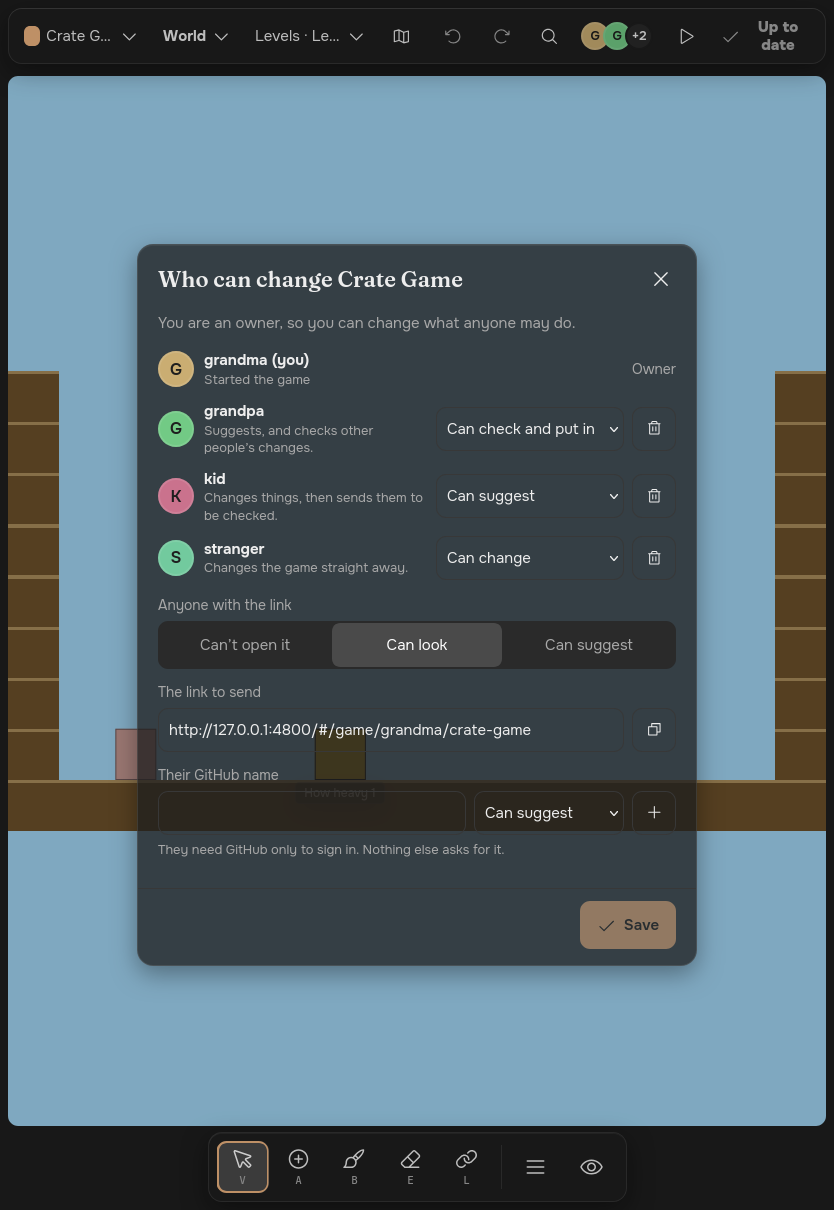 Crate G...
World
Levels · Le...
G
G
+2
Up to
date
Who can change Crate Game
You are an owner, so you can change what anyone may do.
G
grandma (you)
Started the game
Owner
G
grandpa
Suggests, and checks other
people's changes.
Can check and put in
K
kid
Changes things, then sends them to
be checked.
Can suggest
S
stranger
Changes the game straight away.
Can change
Anyone with the link
Can't open it
Can look
Can suggest
The link to send
http://127.0.0.1:4800/#/game/grandma/crate-game
Their GitHub name
How heavy 1
Can suggest
They need GitHub only to sign in. Nothing else asks for it.
Save
V
A
B
E
L